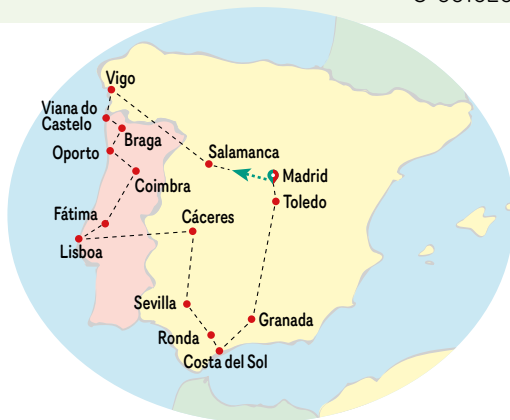 Vigo
Viana do
Castelo
Braga
Oporto
Salamanca
Madrid
Coimbra
Toledo
Fátima
Cáceres
Lisboa
Sevilla
Granada
Ronda
Costa del Sol